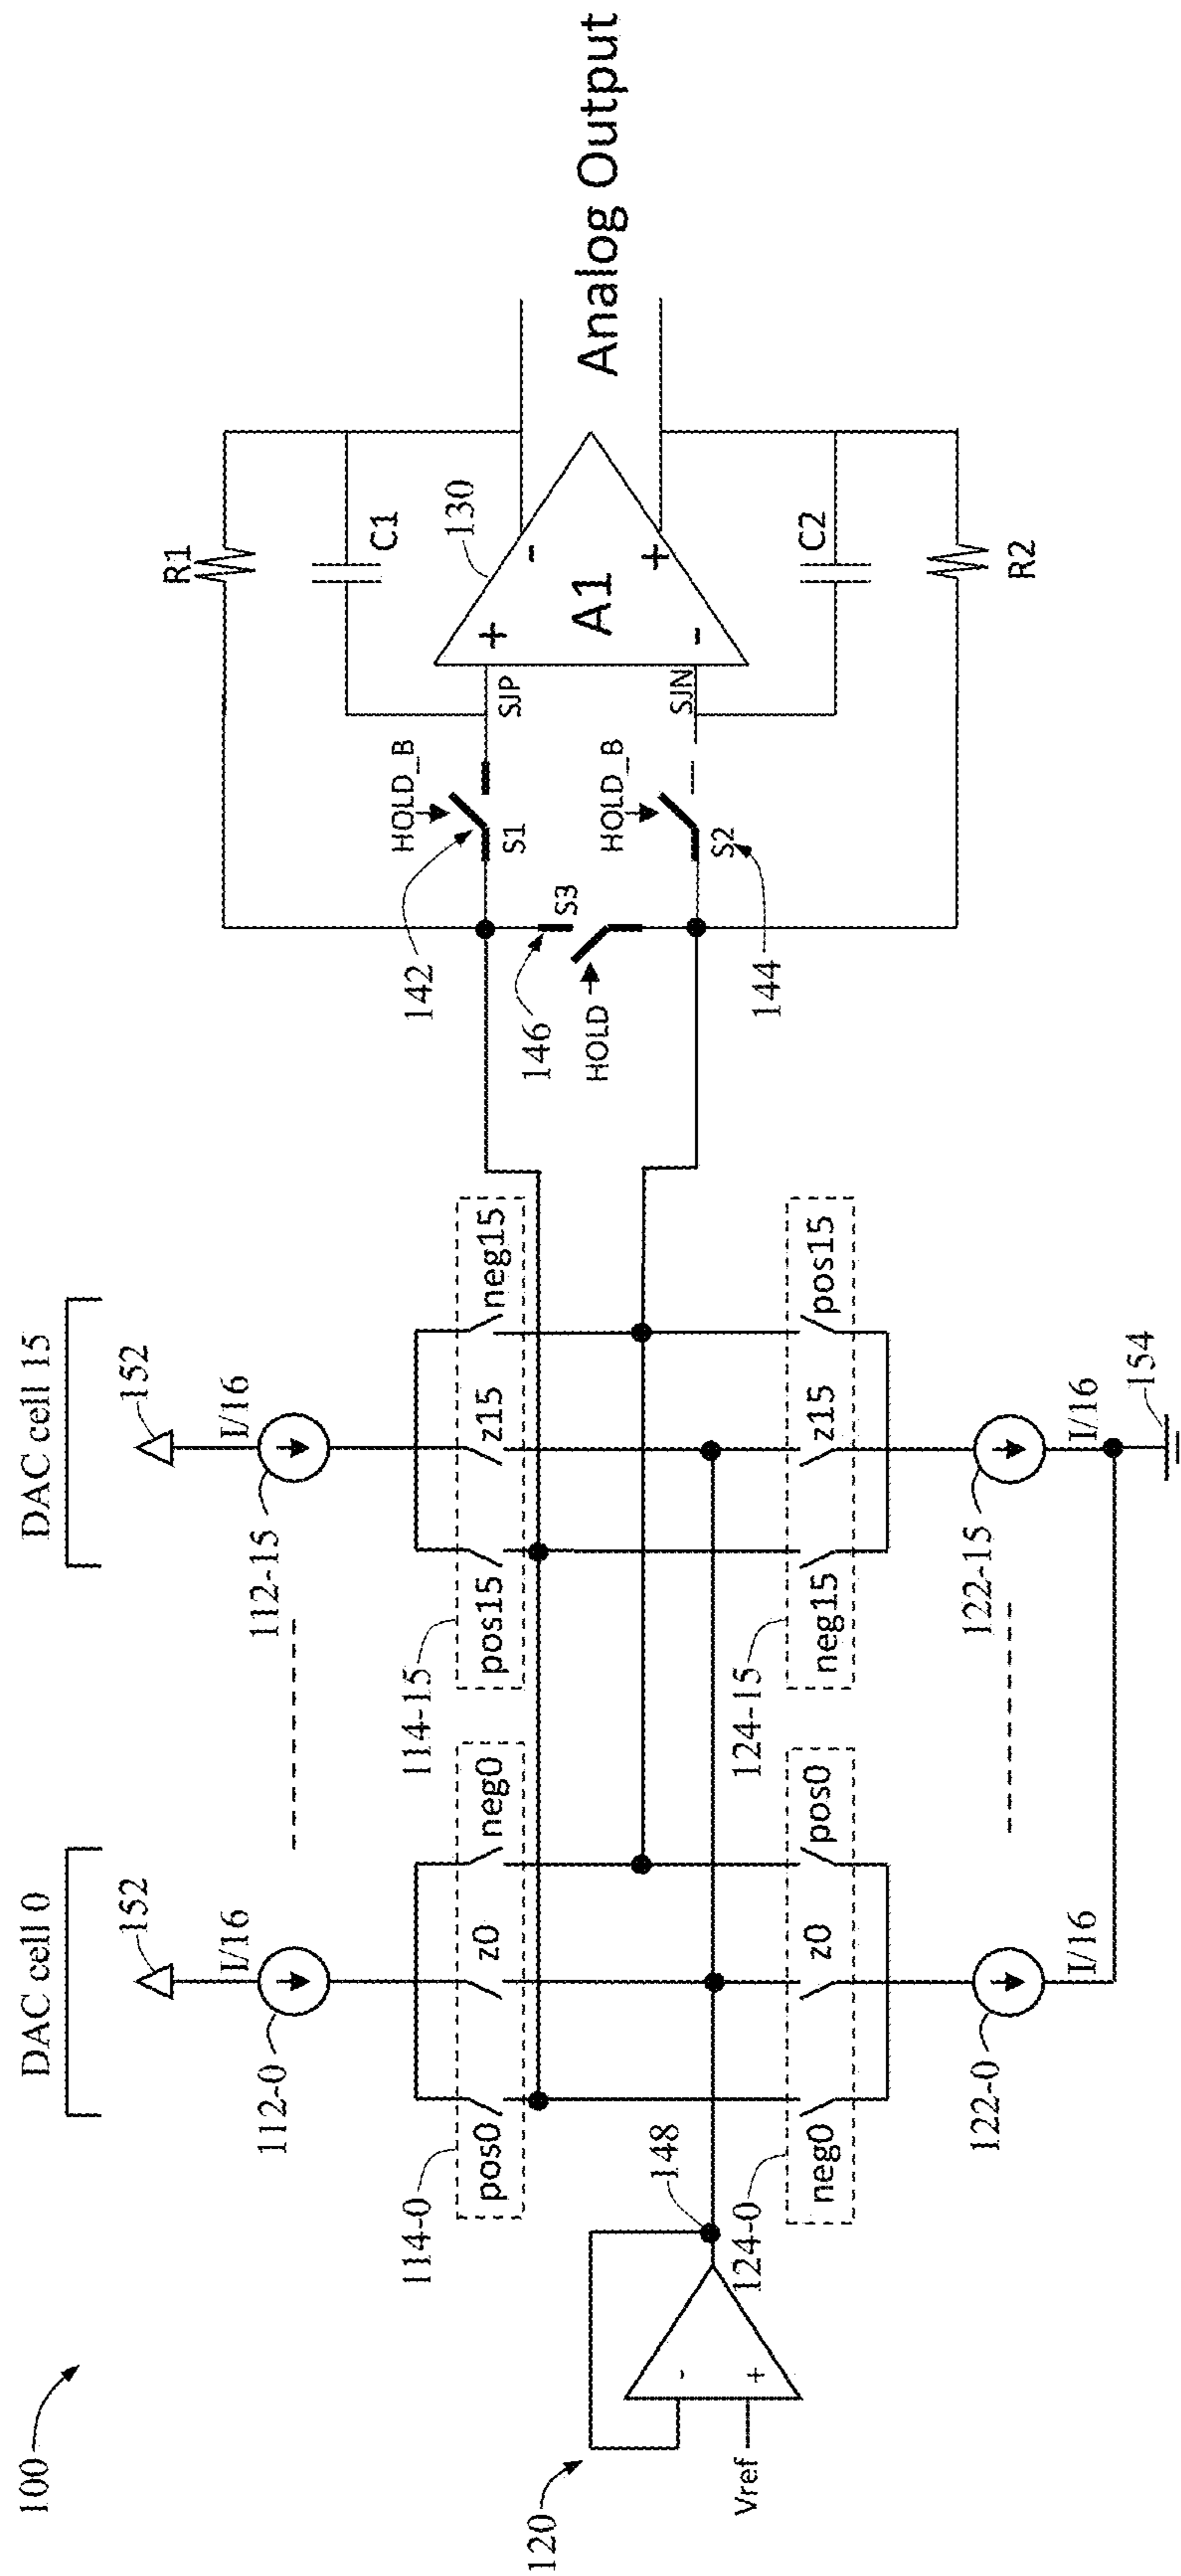 100
DAC cell 0
DAC cell 15
152
152
I/16
I/16
112-0
112-15
114-0
pos0
z0
neg0
114-15
pos15
z15
neg15
120
Vref
-
+
148
124-0
neg0
z0
pos0
124-15
neg15
z15
pos15
122-0
122-15
I/16
I/16
154
R1
C1
HOLD_B
142
S1
SJP
S3
146
HOLD
HOLD_B
S2
144
SJN
130
+
-
A1
-
+
C2
R2
Analog Output